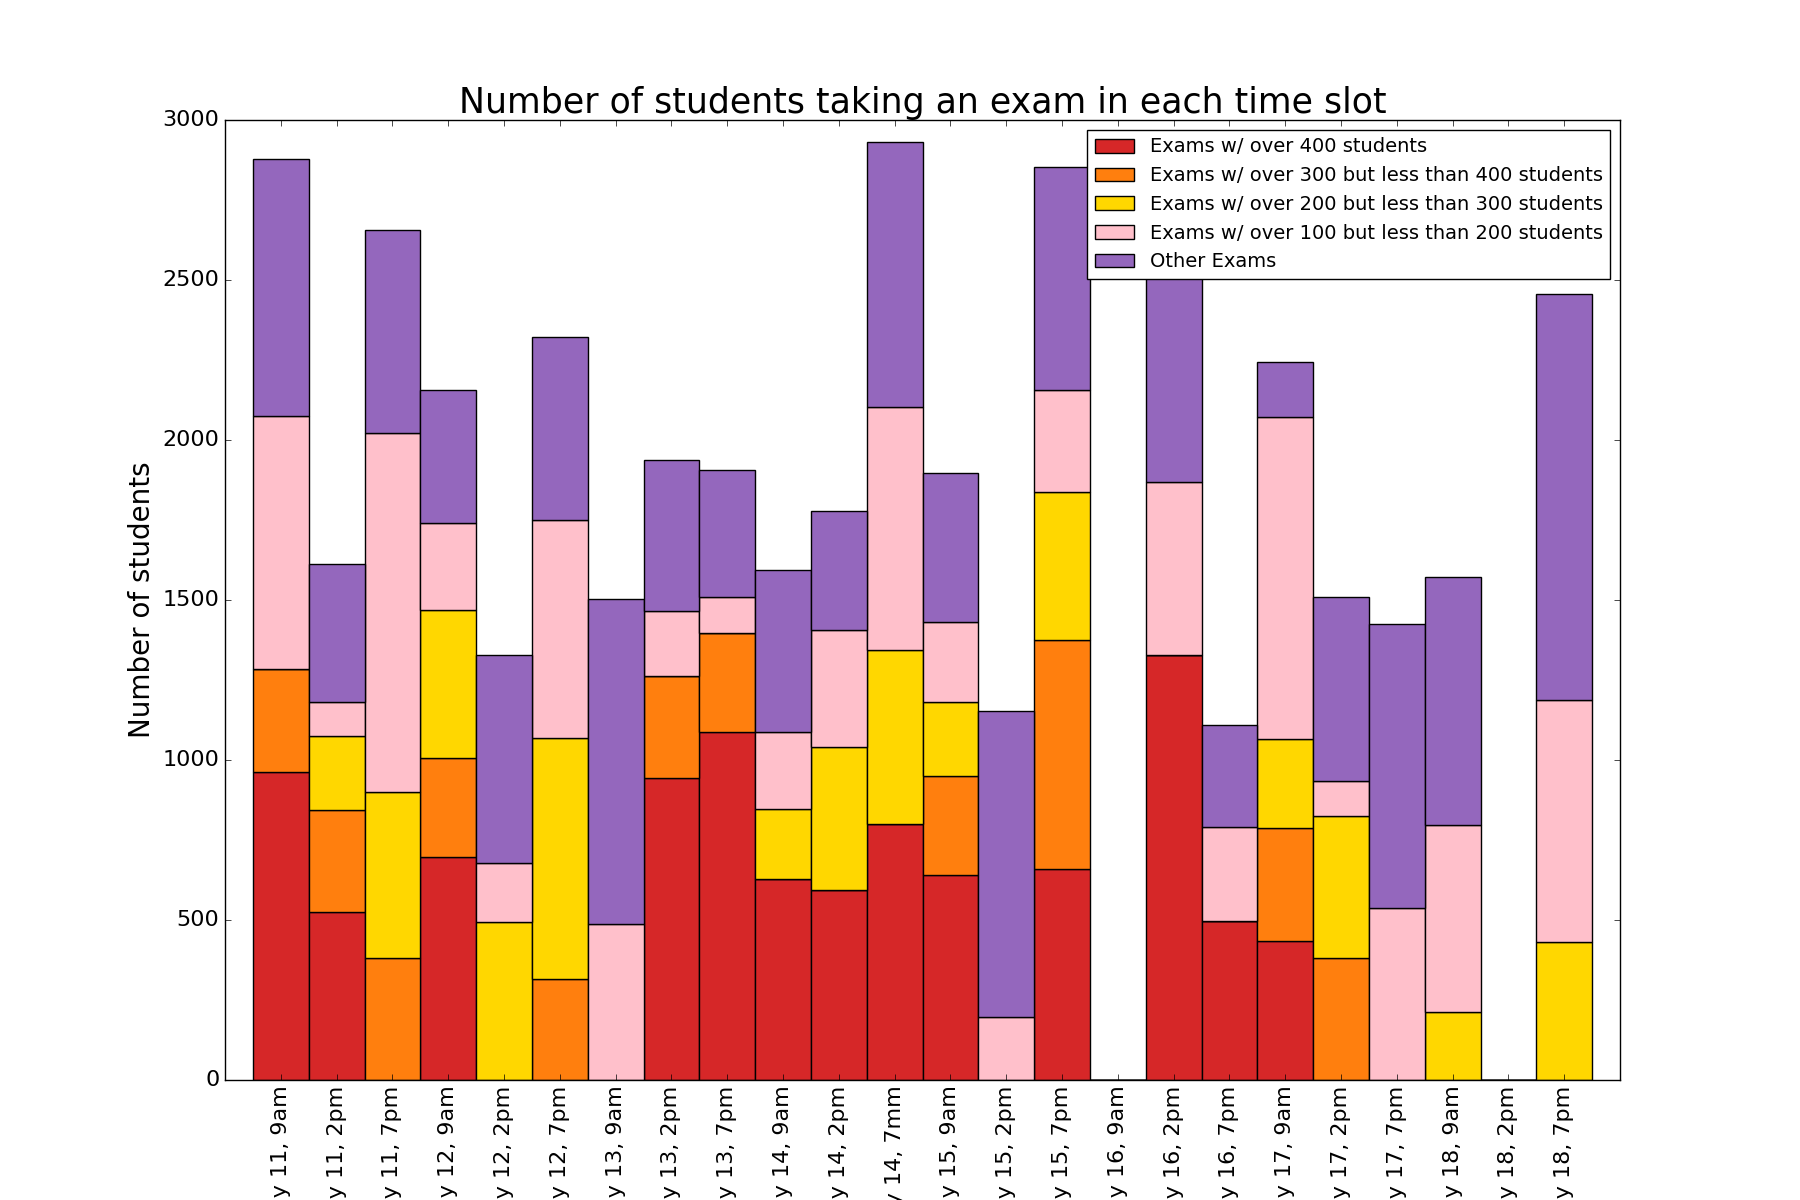 Number of students taking an exam in each time slot
Exams w/ over 400 students
Exams w/ over 300 but less than 400 students
Exams w/ over 200 but less than 300 students
Exams w/ over 100 but less than 200 students
Other Exams
Number of students
3000
2500
2000
1500
1000
500
0
y 11, 9am
y 11, 2pm
y 11, 7pm
y 12, 9am
y 12, 2pm
y 12, 7pm
y 13, 9am
y 13, 2pm
y 13, 7pm
y 14, 9am
y 14, 2pm
y 14, 7mm
y 15, 9am
y 15, 2pm
y 15, 7pm
y 16, 9am
y 16, 2pm
y 16, 7pm
y 17, 9am
y 17, 2pm
y 17, 7pm
y 18, 9am
y 18, 2pm
y 18, 7pm